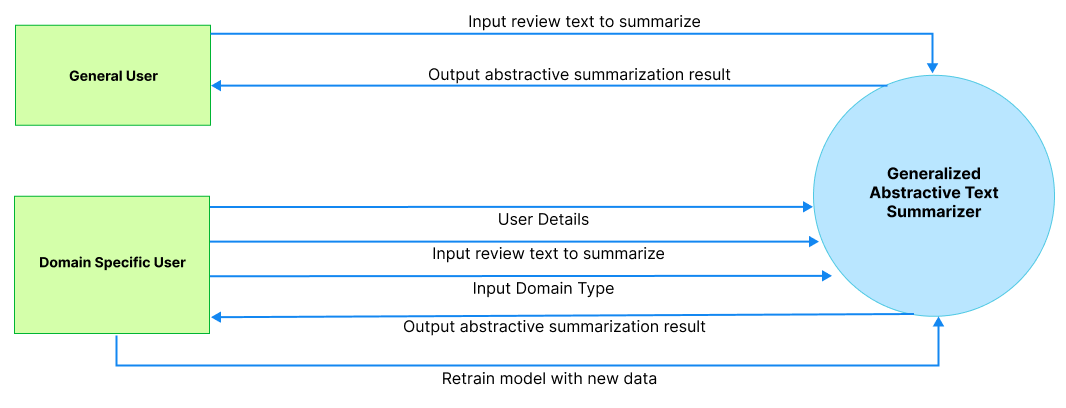 Input review text to summarize
General User
Output abstractive summarization result
Generalized
Abstractive Text
Summarizer
User Details
Input review text to summarize
Domain Specific User
Input Domain Type
Output abstractive summarization result
Retrain model with new data